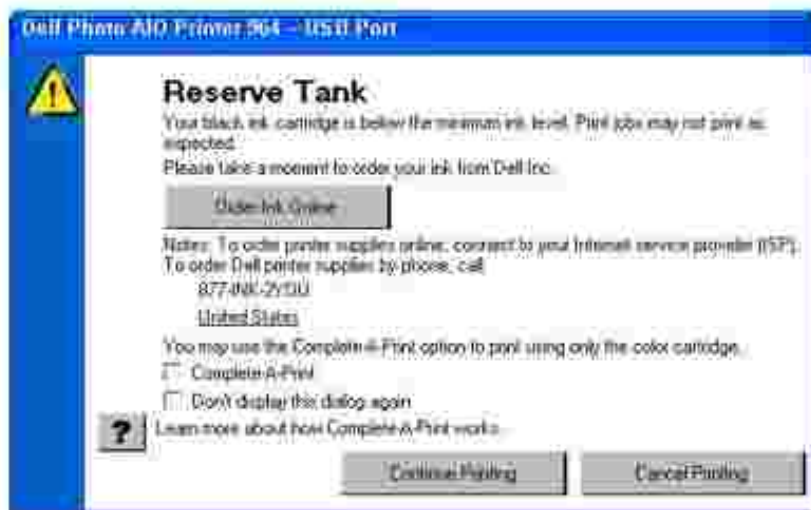 Dell Photo AIO Printer 964 - USB Port
Reserve Tank
Your black ink cartridge is below the minimum ink level. Print jobs may not print as
expected.
Please take a moment to order your ink from Dell Inc.
Order Ink Online
Notes: To order printer supplies online, connect to your Internet service provider (ISP).
To order Dell printer supplies by phone, call
877-INK-2YOU
United States
You may use the Complete-A-Print option to print using only the color cartridge.
Complete-A-Print
Don't display this dialog again
? Learn more about how Complete-A-Print works.
Continue Printing
Cancel Printing